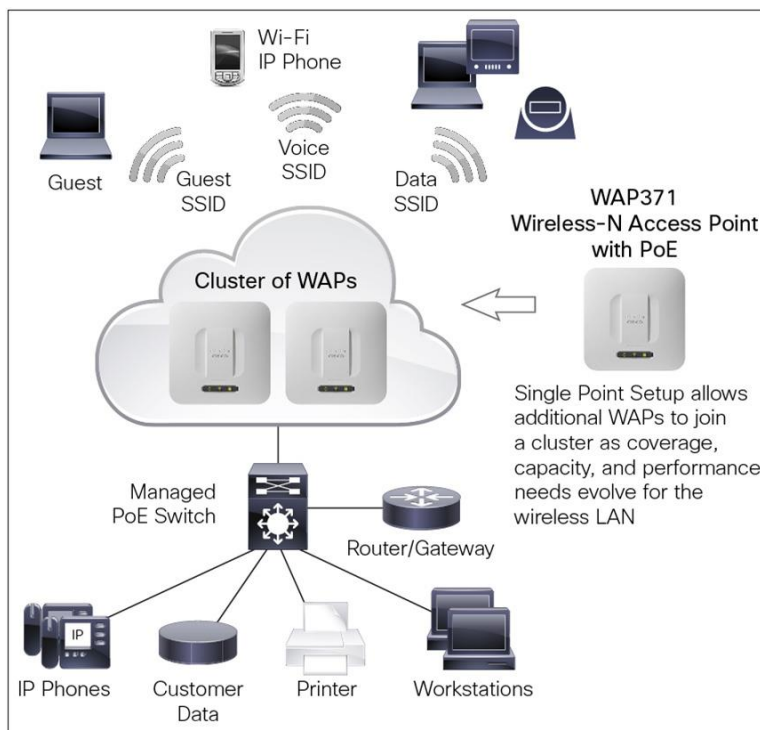 Wi-Fi
IP Phone
Guest
Guest
SSID
Voice
SSID
Data
SSID
WAP371
Wireless-N Access Point
with PoE
Cluster of WAPs
Single Point Setup allows
additional WAPs to join
a cluster as coverage,
capacity, and performance
needs evolve for the
wireless LAN
Managed
PoE Switch
Router/Gateway
IP
IP Phones
Customer
Data
Printer
Workstations